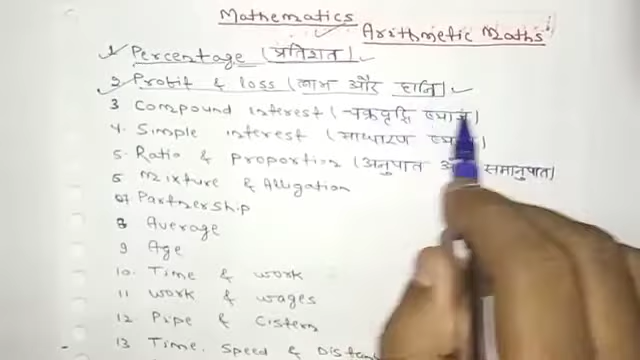 Mathematics
Arithmetic Maths
1 Percentage (प्रतिशत)
2 Profit & loss (लाभ और हानि)
3 Compound interest (चक्रवृद्धि ब्याज)
4. Simple interest (साधारण
5. Ratio & proportion (अनुपात समानुपात)
6 Mixture & Alligation
07 Partnership
8 Average
9 Age
10. Time & work
11 work & wages
12 Pipe & Cistern
13 Time. Speed &